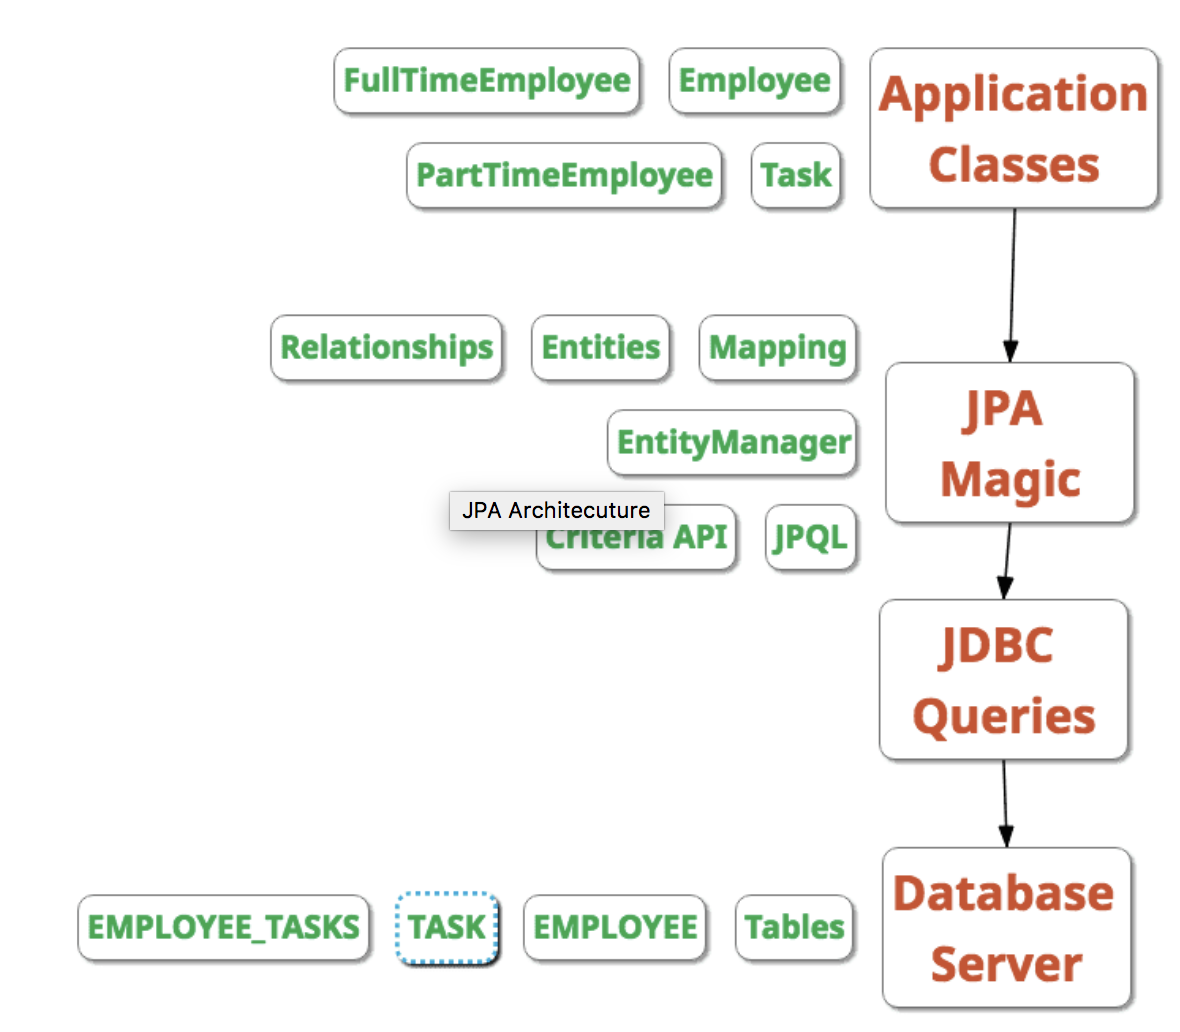 FullTimeEmployee Employee Application
PartTimeEmployee Task Classes
Relationships Entities Mapping
EntityManager JPA
Magic
JPA Architecuture
Criteria API JPQL
JDBC
Queries
Database
EMPLOYEE_TASKS TASK EMPLOYEE Tables
Server